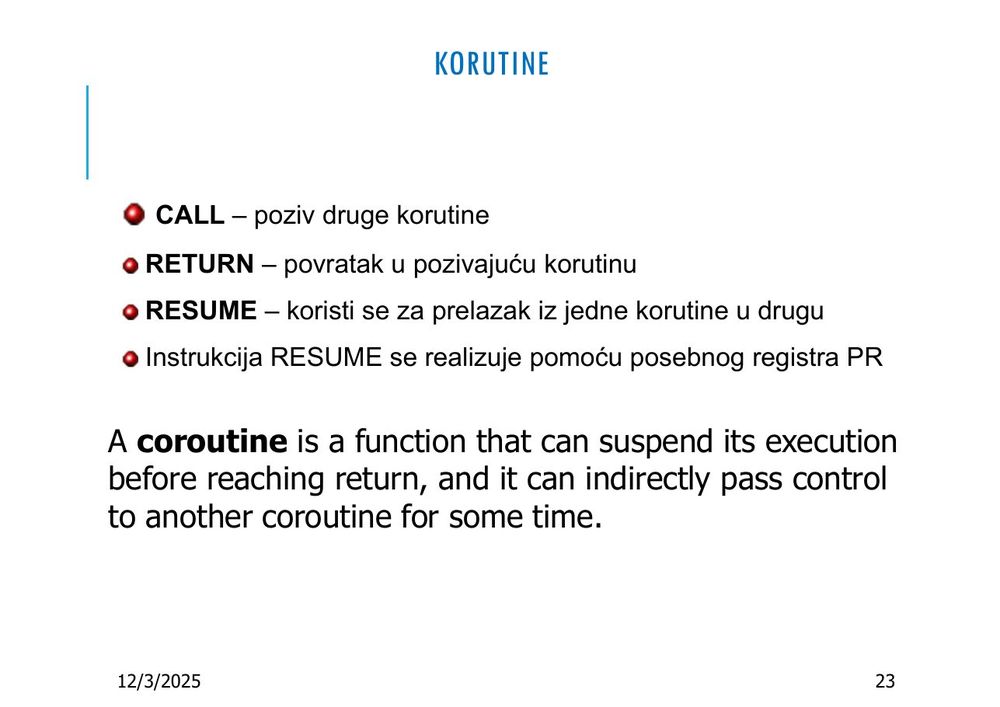 KORUTINE
CALL – poziv druge korutine
RETURN – povratak u pozivajuću korutinu
RESUME – koristi se za prelazak iz jedne korutine u drugu
Instrukcija RESUME se realizuje pomoću posebnog registra PR
A coroutine is a function that can suspend its execution
before reaching return, and it can indirectly pass control
to another coroutine for some time.
12/3/2025
23